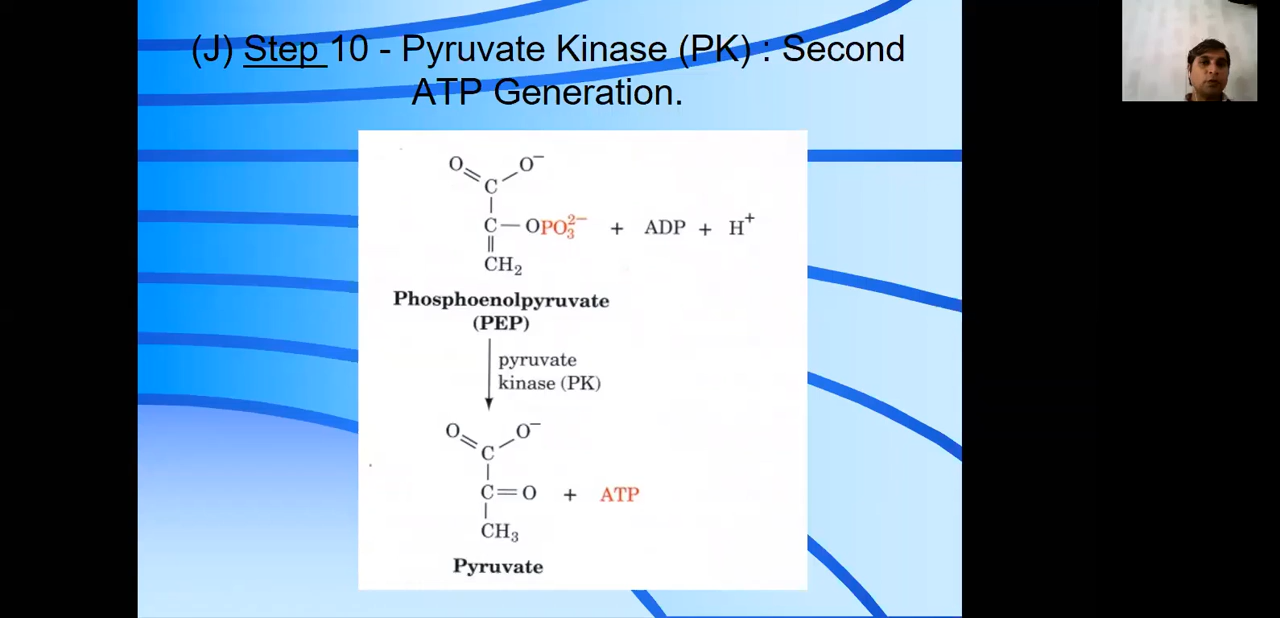 (J) Step 10 - Pyruvate Kinase (PK) : Second
ATP Generation.
O O⁻
C
C — OPO₃²⁻ + ADP + H⁺
CH₂
Phosphoenolpyruvate
(PEP)
pyruvate
kinase (PK)
O O⁻
C
C=O + ATP
CH₃
Pyruvate